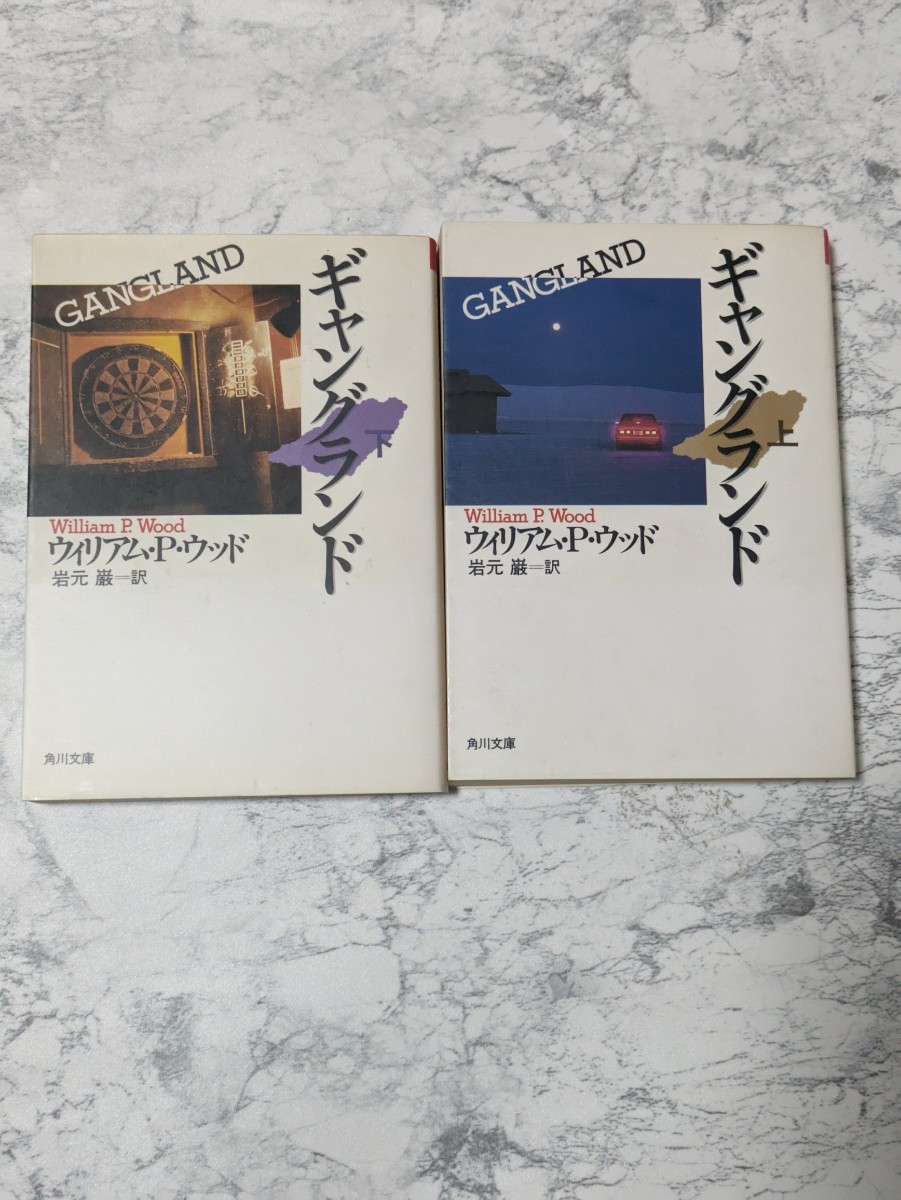 GANGLAND
ギャングランド
下
William P. Wood
ウィリアム・P・ウッド
岩元 巌＝訳
角川文庫
GANGLAND
ギャングランド
上
William P. Wood
ウィリアム・P・ウッド
岩元 巌＝訳
角川文庫